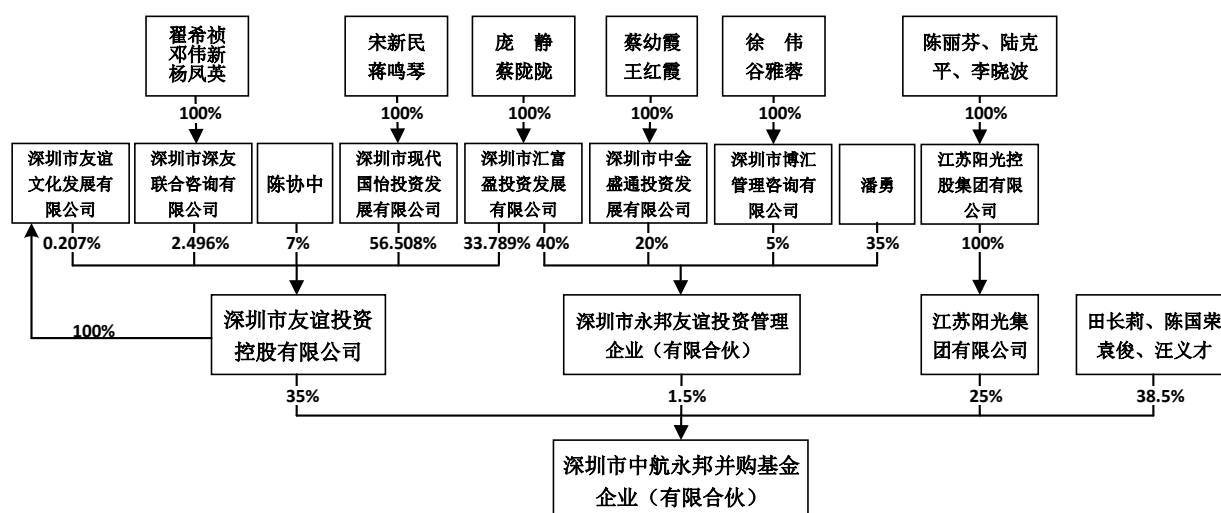 翟希祯
邓伟新
杨凤英
宋新民
蒋鸣琴
庞 静
蔡陇陇
蔡幼霞
王红霞
徐 伟
谷雅蓉
陈丽芬、陆克
平、李晓波
100%
100%
100%
100%
100%
100%
深圳市友谊
文化发展有
限公司
深圳市深友
联合咨询有
限公司
陈协中
深圳市现代
国怡投资发
展有限公司
深圳市汇富
盈投资发展
有限公司
深圳市中金
盛通投资发
展有限公司
深圳市博汇
管理咨询有
限公司
潘勇
江苏阳光控
股集团有限
公司
0.207%
2.496%
7%
56.508%
33.789%
40%
20%
5%
35%
100%
100%
深圳市友谊投资
控股有限公司
深圳市永邦友谊投资管理
企业（有限合伙）
江苏阳光集
团有限公司
田长莉、陈国荣
袁俊、汪义才
35%
1.5%
25%
38.5%
深圳市中航永邦并购基金
企业（有限合伙）